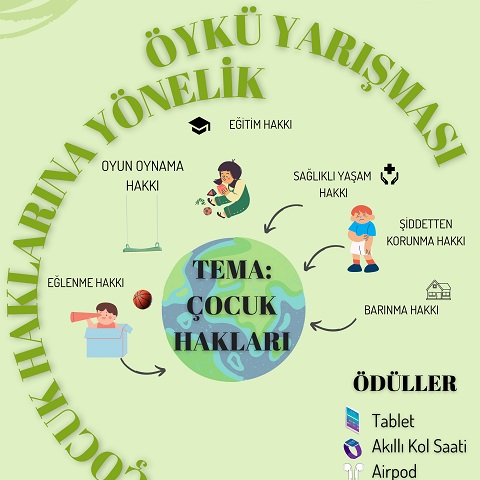 ÇOCUK HAKLARINA YÖNELİK
ÖYKÜ YARIŞMASI
EĞİTİM HAKKI
OYUN OYNAMA
HAKKI
SAĞLIKLI YAŞAM
HAKKI
ŞİDDETTEN
KORUNMA HAKKI
EĞLENME HAKKI
BARINMA HAKKI
TEMA:
ÇOCUK
HAKLARI
ÖDÜLLER
Tablet
Akıllı Kol Saati
Airpod